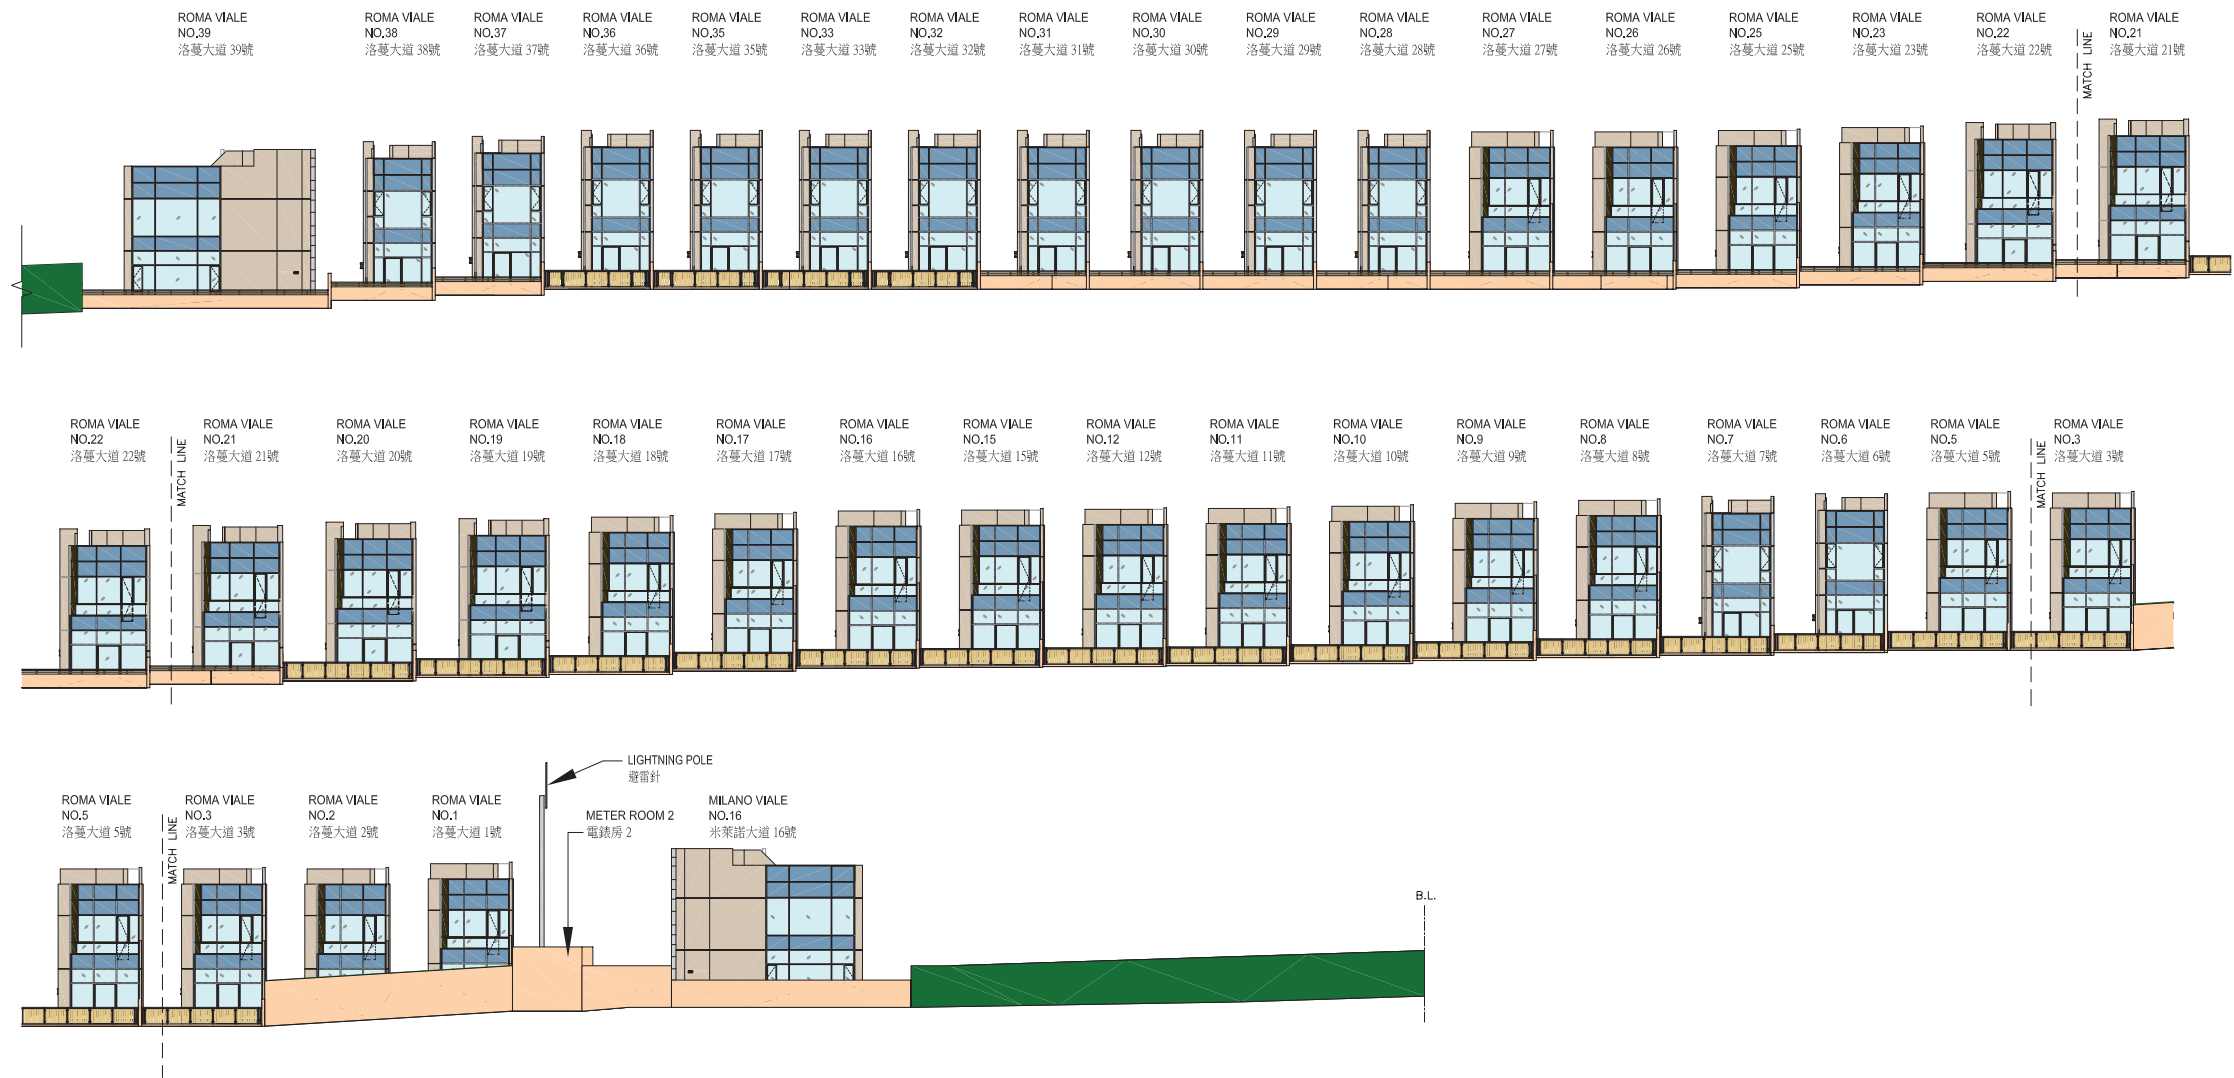 ROMA VIALE
NO.39
洛蔓大道 39號
ROMA VIALE
NO.38
洛蔓大道 38號
ROMA VIALE
NO.37
洛蔓大道 37號
ROMA VIALE
NO.36
洛蔓大道 36號
ROMA VIALE
NO.35
洛蔓大道 35號
ROMA VIALE
NO.33
洛蔓大道 33號
ROMA VIALE
NO.32
洛蔓大道 32號
ROMA VIALE
NO.31
洛蔓大道 31號
ROMA VIALE
NO.30
洛蔓大道 30號
ROMA VIALE
NO.29
洛蔓大道 29號
ROMA VIALE
NO.28
洛蔓大道 28號
ROMA VIALE
NO.27
洛蔓大道 27號
ROMA VIALE
NO.26
洛蔓大道 26號
ROMA VIALE
NO.25
洛蔓大道 25號
ROMA VIALE
NO.23
洛蔓大道 23號
ROMA VIALE
NO.22
洛蔓大道 22號
MATCH LINE
ROMA VIALE
NO.21
洛蔓大道 21號
ROMA VIALE
NO.22
洛蔓大道 22號
MATCH LINE
ROMA VIALE
NO.21
洛蔓大道 21號
ROMA VIALE
NO.20
洛蔓大道 20號
ROMA VIALE
NO.19
洛蔓大道 19號
ROMA VIALE
NO.18
洛蔓大道 18號
ROMA VIALE
NO.17
洛蔓大道 17號
ROMA VIALE
NO.16
洛蔓大道 16號
ROMA VIALE
NO.15
洛蔓大道 15號
ROMA VIALE
NO.12
洛蔓大道 12號
ROMA VIALE
NO.11
洛蔓大道 11號
ROMA VIALE
NO.10
洛蔓大道 10號
ROMA VIALE
NO.9
洛蔓大道 9號
ROMA VIALE
NO.8
洛蔓大道 8號
ROMA VIALE
NO.7
洛蔓大道 7號
ROMA VIALE
NO.6
洛蔓大道 6號
ROMA VIALE
NO.5
洛蔓大道 5號
MATCH LINE
ROMA VIALE
NO.3
洛蔓大道 3號
ROMA VIALE
NO.5
洛蔓大道 5號
MATCH LINE
ROMA VIALE
NO.3
洛蔓大道 3號
ROMA VIALE
NO.2
洛蔓大道 2號
ROMA VIALE
NO.1
洛蔓大道 1號
LIGHTNING POLE
避雷針
METER ROOM 2
電錶房 2
MILANO VIALE
NO.16
米萊諾大道 16號
B.L.